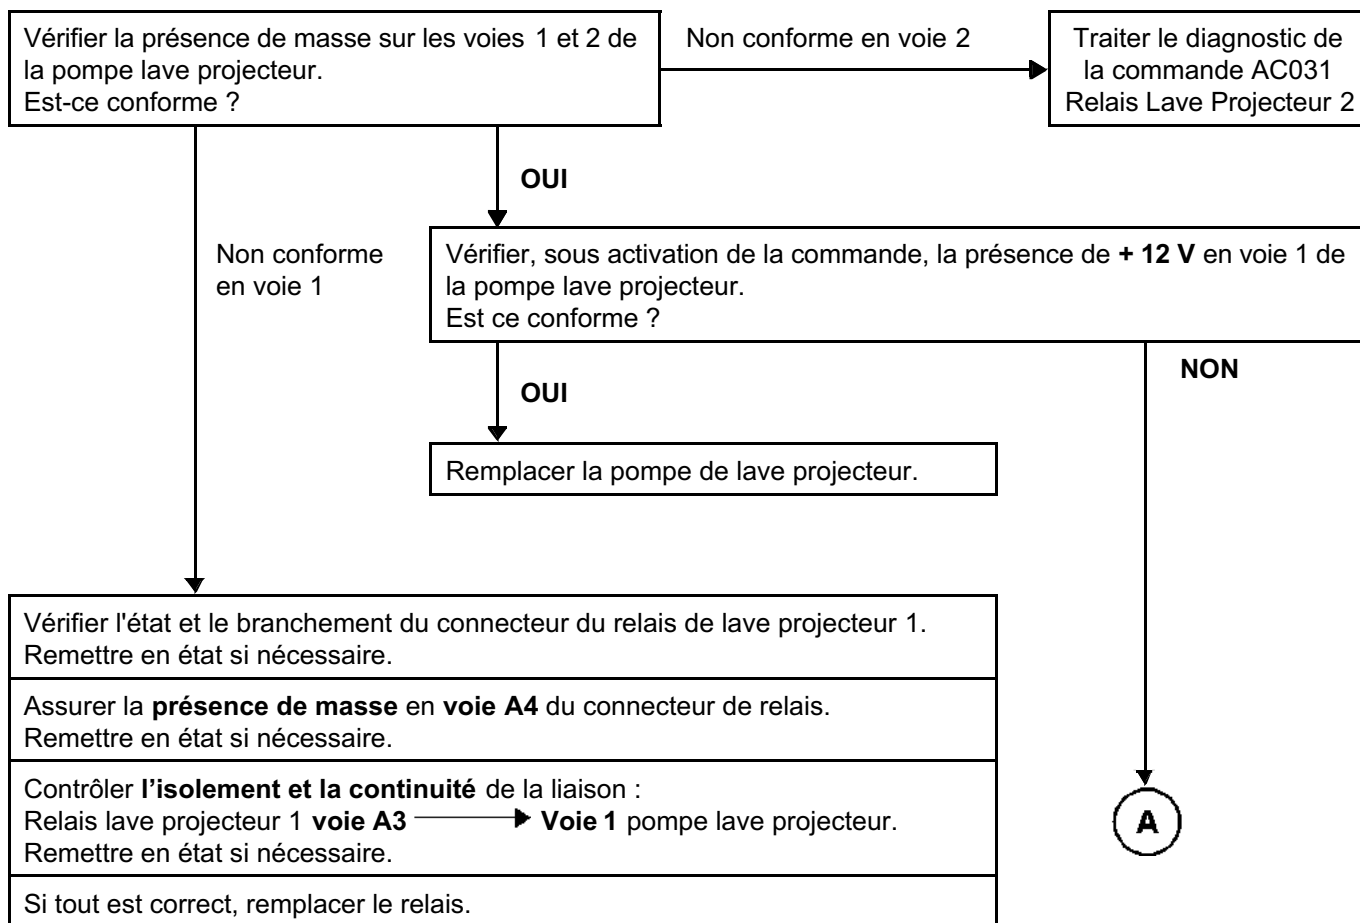 Vérifier la présence de masse sur les voies 1 et 2 de
la pompe lave projecteur.
Est-ce conforme ?
Non conforme en voie 2
Traiter le diagnostic de
la commande AC031
Relais Lave Projecteur 2
OUI
Non conforme
en voie 1
Vérifier, sous activation de la commande, la présence de + 12 V en voie 1 de
la pompe lave projecteur.
Est ce conforme ?
OUI
NON
Remplacer la pompe de lave projecteur.
Vérifier l'état et le branchement du connecteur du relais de lave projecteur 1.
Remettre en état si nécessaire.
Assurer la présence de masse en voie A4 du connecteur de relais.
Remettre en état si nécessaire.
Contrôler l’isolement et la continuité de la liaison :
Relais lave projecteur 1 voie A3 Voie 1 pompe lave projecteur.
Remettre en état si nécessaire.
Si tout est correct, remplacer le relais.
A